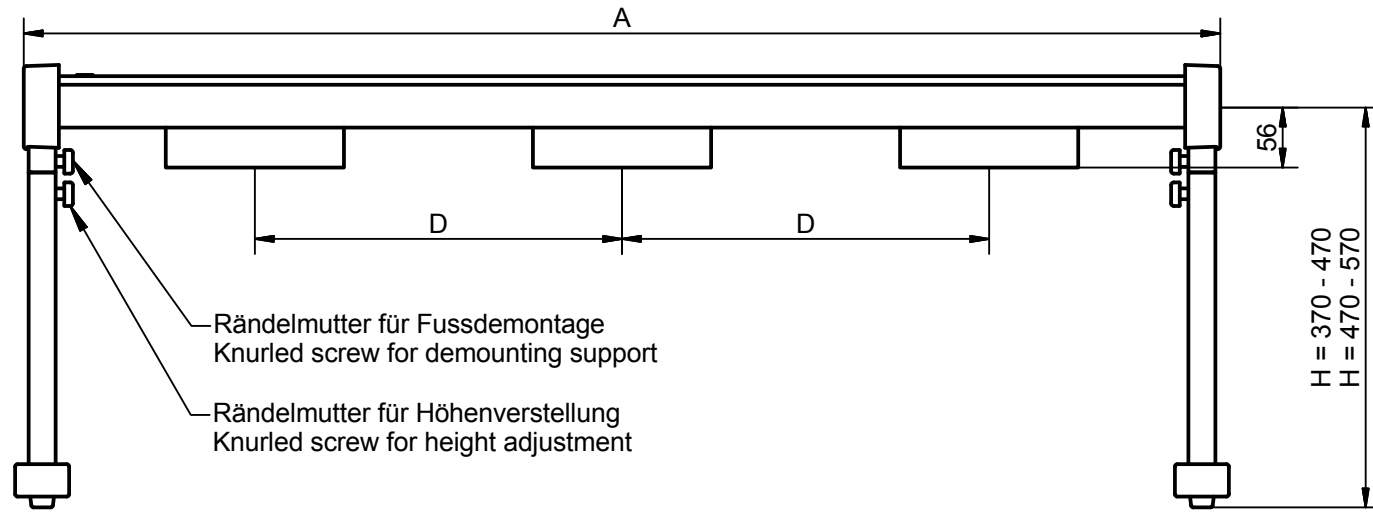 A
56
D
D
H = 370 - 470
H = 470 - 570
Rändelmutter für Fussdemontage
Knurled screw for demounting support
Rändelmutter für Höhenverstellung
Knurled screw for height adjustment